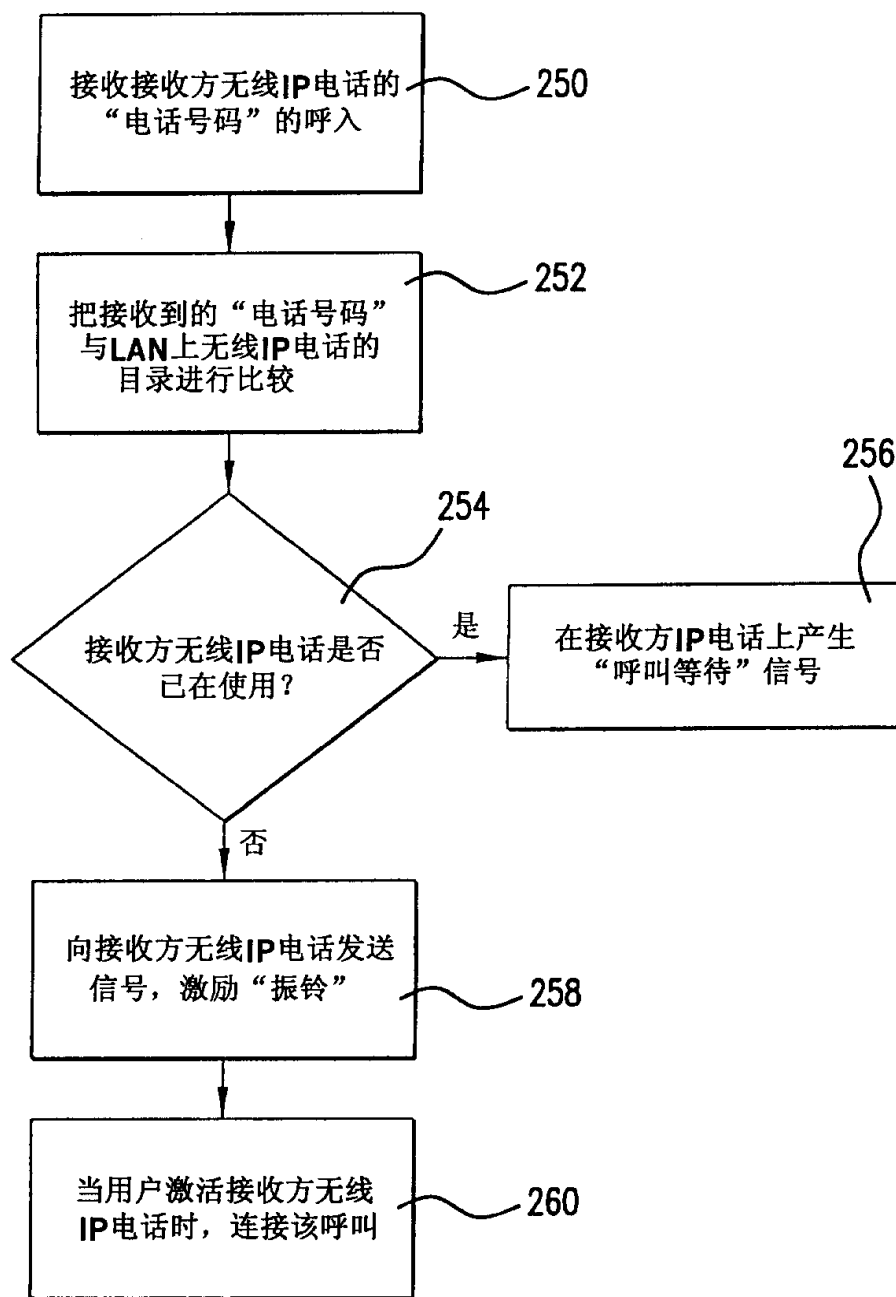 接收接收方无线IP电话的
“电话号码”的呼入
250
把接收到的“电话号码”
与LAN上无线IP电话的
目录进行比较
252
接收方无线IP电话是否
已在使用?
254
是
在接收方IP电话上产生
“呼叫等待”信号
256
否
向接收方无线IP电话发送
信号，激励“振铃”
258
当用户激活接收方无线
IP电话时，连接该呼叫
260